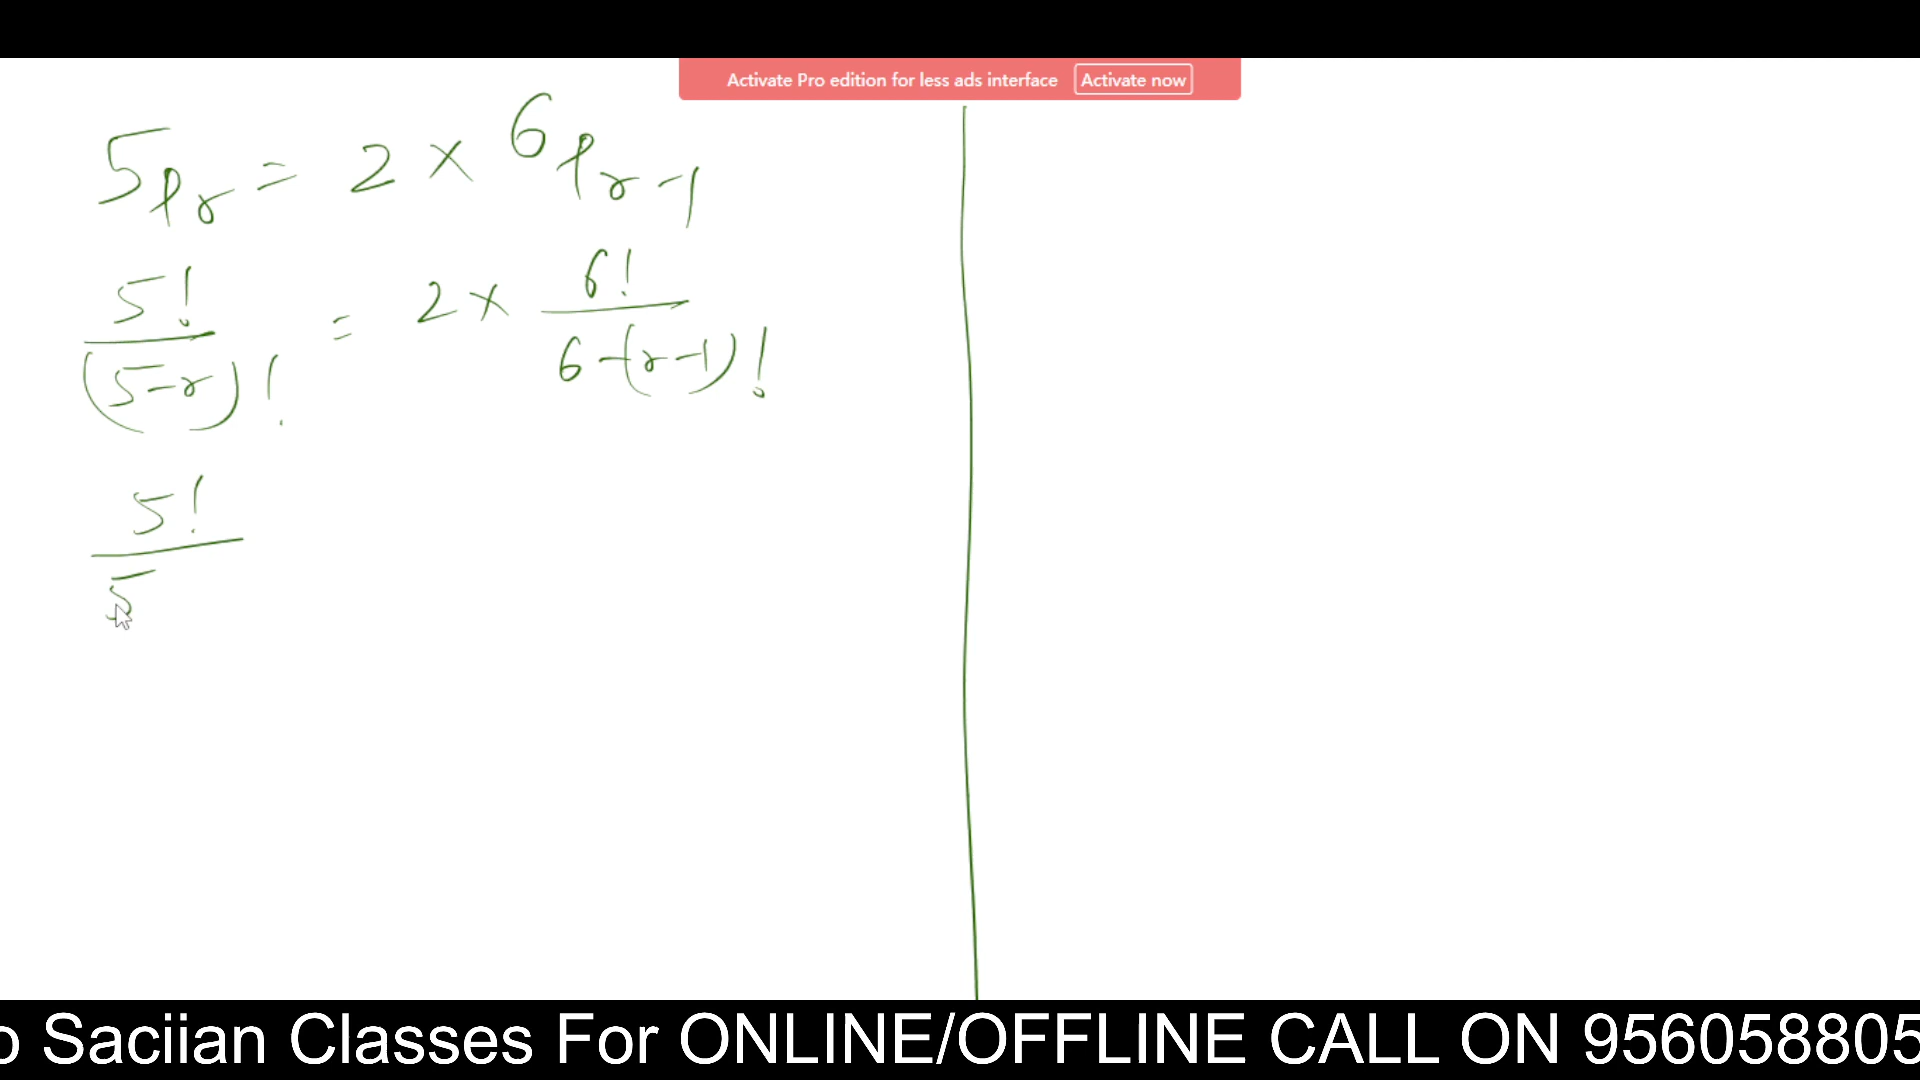 Activate Pro edition for less ads interface Activate now
5Pr = 2 × 6Pr-1
5!/(5-r)! = 2 × 6!/6-(r-1)!
5!/5
o Saciian Classes For ONLINE/OFFLINE CALL ON 956058805